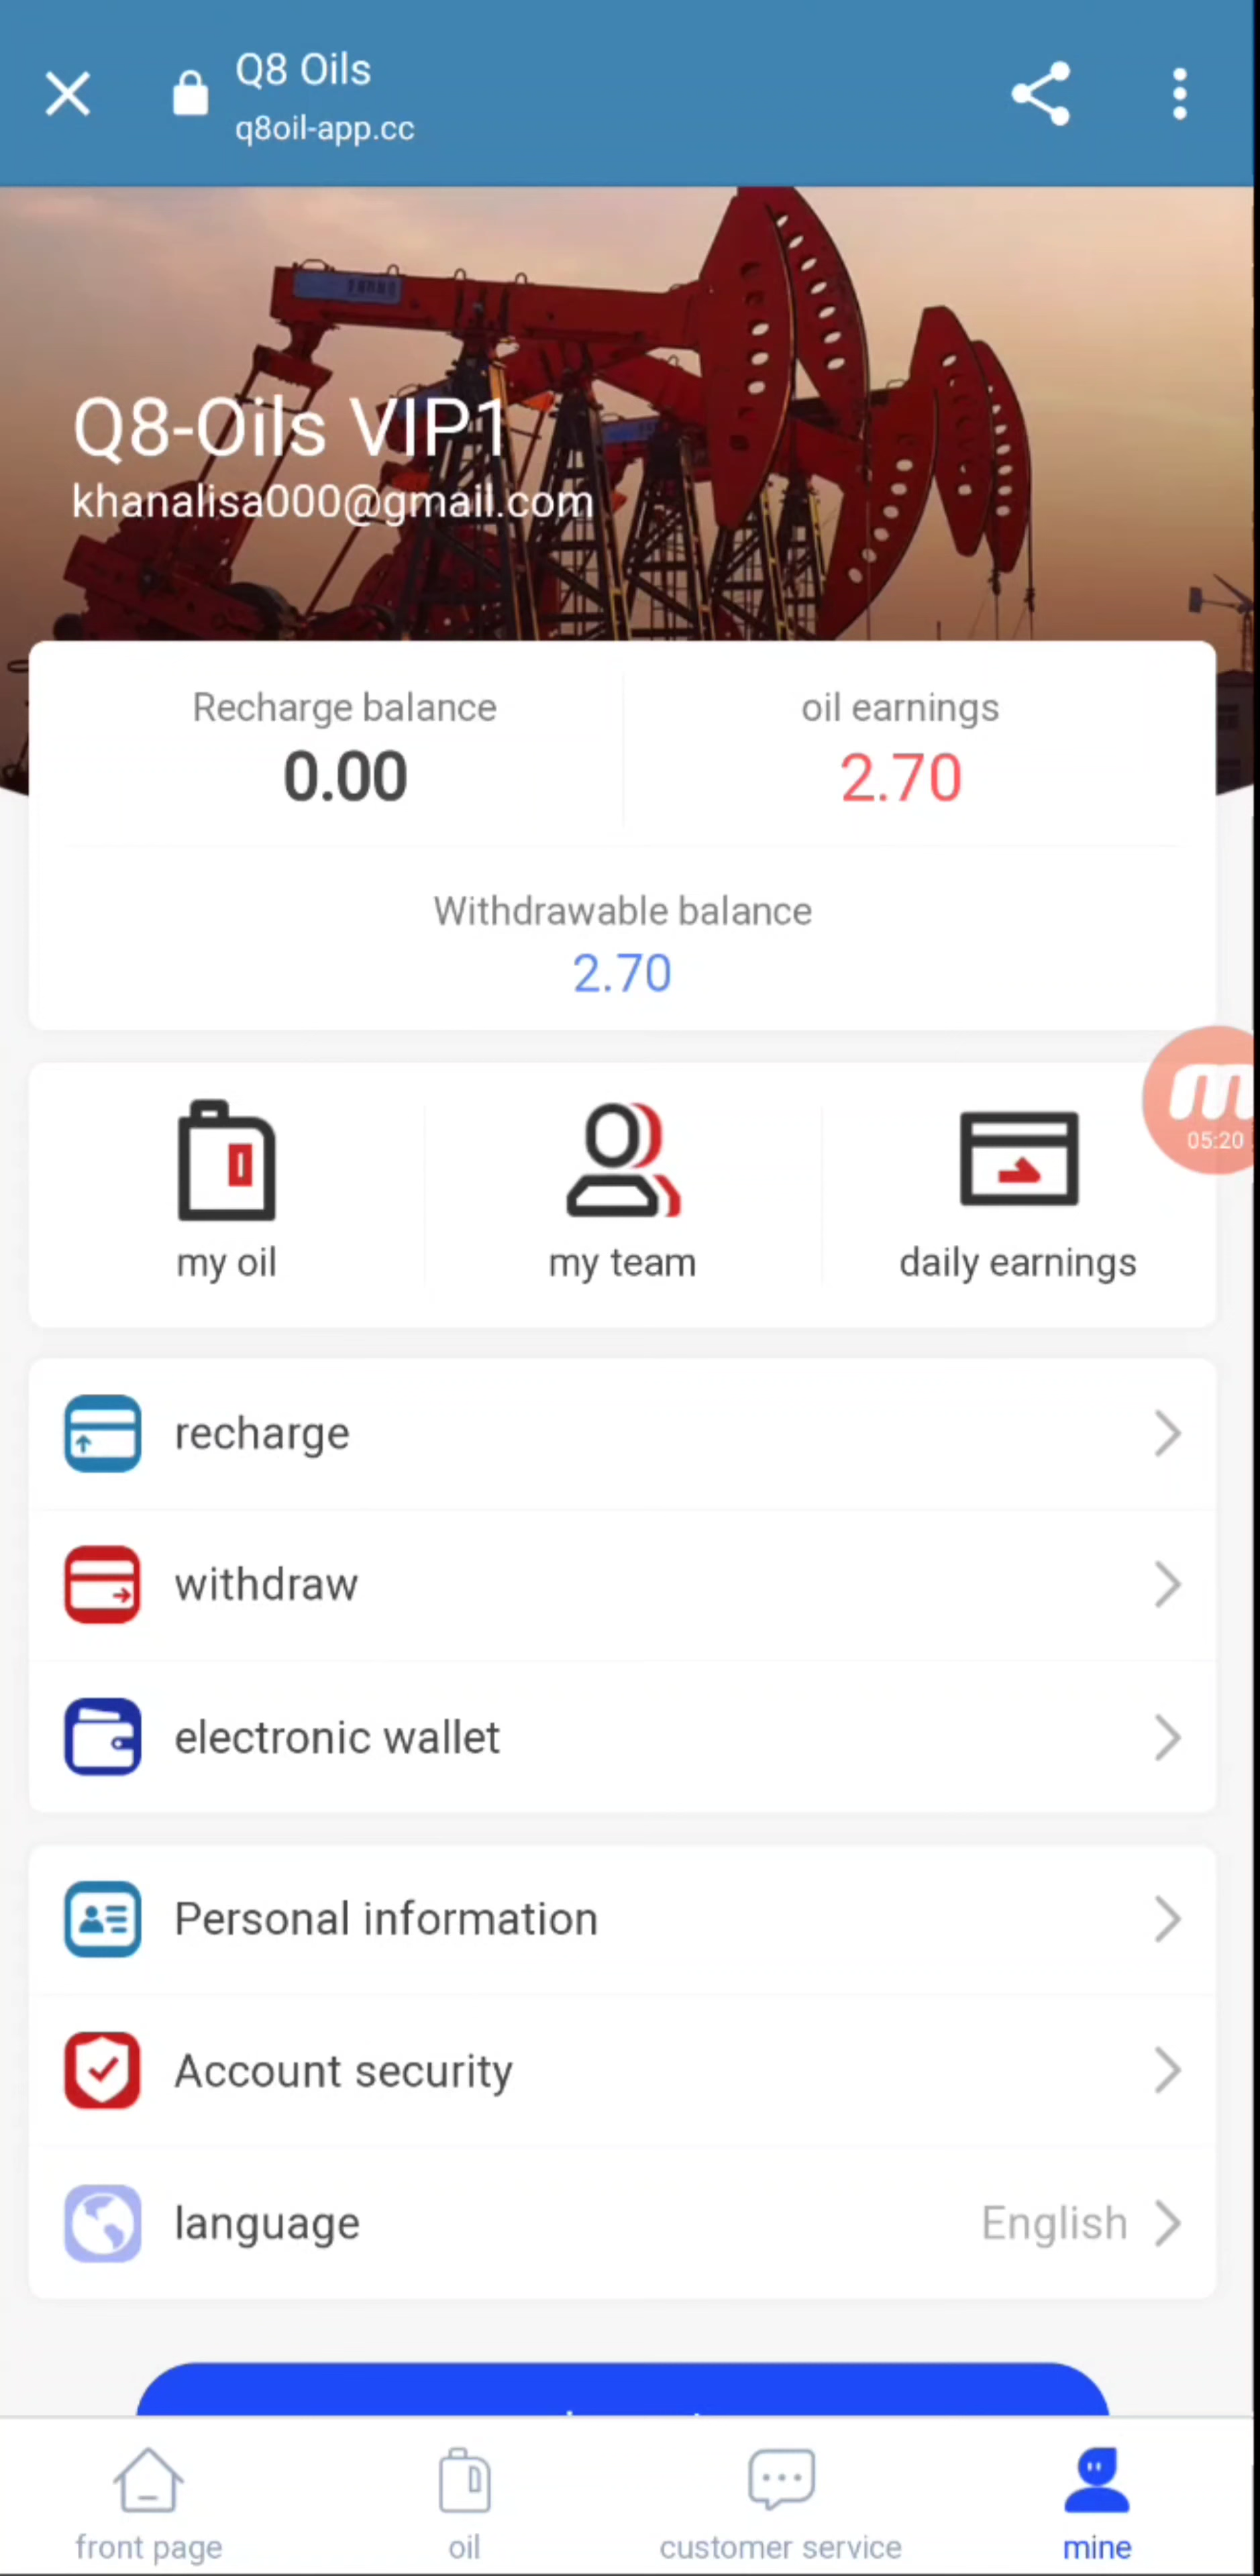 Q8 Oils
q8oil-app.cc
Q8-Oils VIP1
khanalisa000@gmail.com
Recharge balance
oil earnings
0.00
2.70
Withdrawable balance
2.70
05:20
my oil
my team
daily earnings
recharge
withdraw
electronic wallet
Personal information
Account security
language
English
front page
oil
customer service
mine